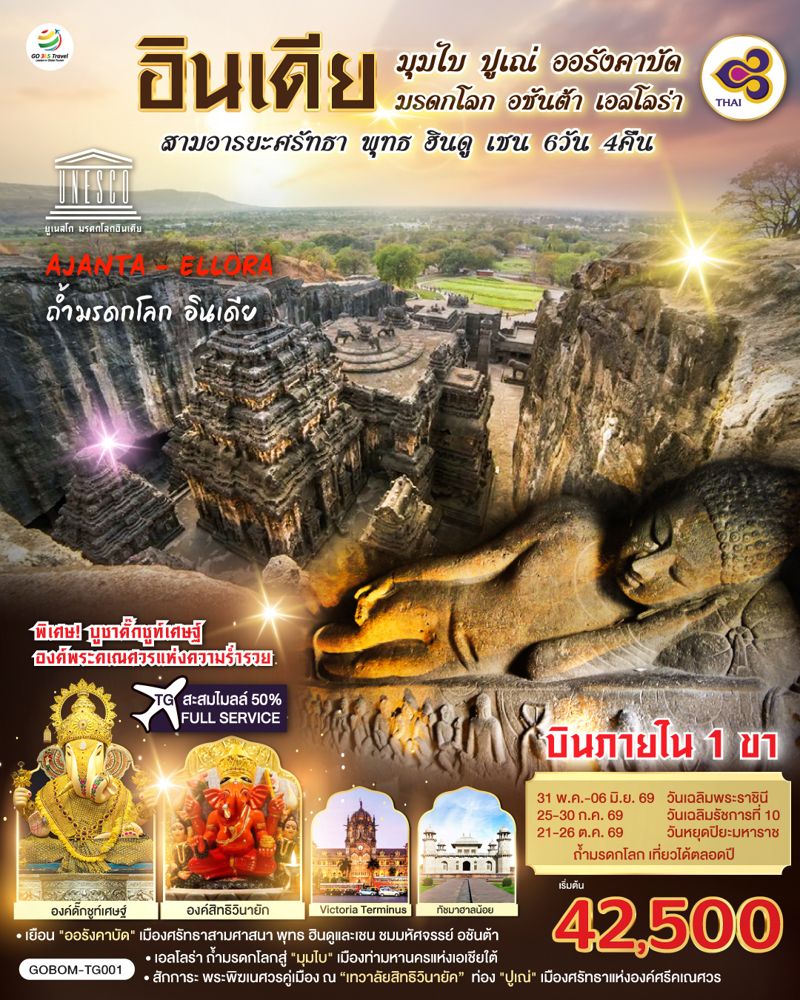 GO 365 Travel
Leaders in Global Tourism
อินเดีย
มุมไบ ปูเณ่ ออรังคาบัด
มรดกโลก อชันต้า เอลโลร่า
THAI
สามอารยะศรัทธา พุทธ ฮินดู เชน 6วัน 4คืน
UNESCO
ยูเนสโก มรดกโลกอินเดีย
AJANTA - ELLORA
ถ้ำมรดกโลก อินเดีย
พิเศษ! บูชาดั๊กชูท์เศษฐ์
องค์พระคเณศวรแห่งความร่ำรวย
TG สะสมไมลล์ 50%
FULL SERVICE
บินภายใน 1 ขา
31 พ.ค.-06 มิ.ย. 69 วันเฉลิมพระราชินี
25-30 ก.ค. 69 วันเฉลิมรัชการที่ 10
21-26 ต.ค. 69 วันหยุดปิยะมหาราช
ถ้ำมรดกโลก เที่ยวได้ตลอดปี
เริ่มต้น
42,500
องค์ดั๊กชูท์เศษฐ์
องค์สิทธิวินายัก
Victoria Terminus
ทัชมาฮาลน้อย
• เยือน "ออรังคาบัด" เมืองศรัทธาสามศาสนา พุทธ ฮินดูและเชน ชมมหัศจรรย์ อชันต้า
• เอลโลร่า ถ้ำมรดกโลกสู่ "มุมไบ" เมืองท่ามหานครแห่งเอเชียใต้
GOBOM-TG001
• สักการะ พระพิฆเนศวรคู่เมือง ณ “เทวาลัยสิทธิวินายัค” ท่อง "ปูเณ่" เมืองศรัทธาแห่งองค์ศรีคเณศวร